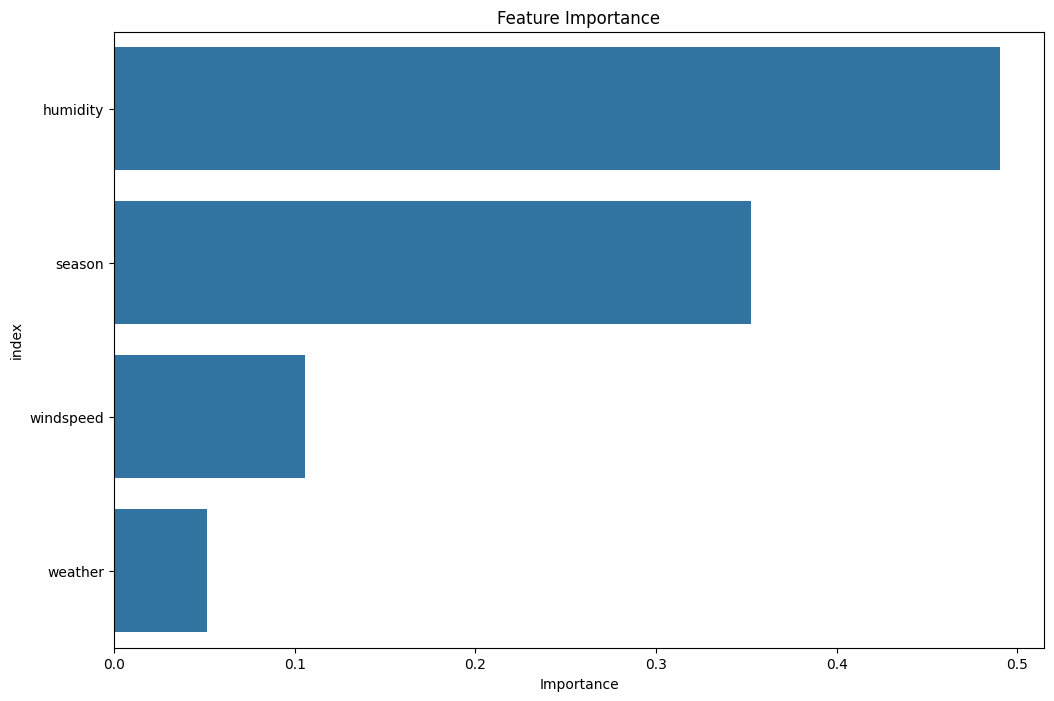 Feature Importance
humidity
season
windspeed
weather
index
0.0 0.1 0.2 0.3 0.4 0.5
Importance